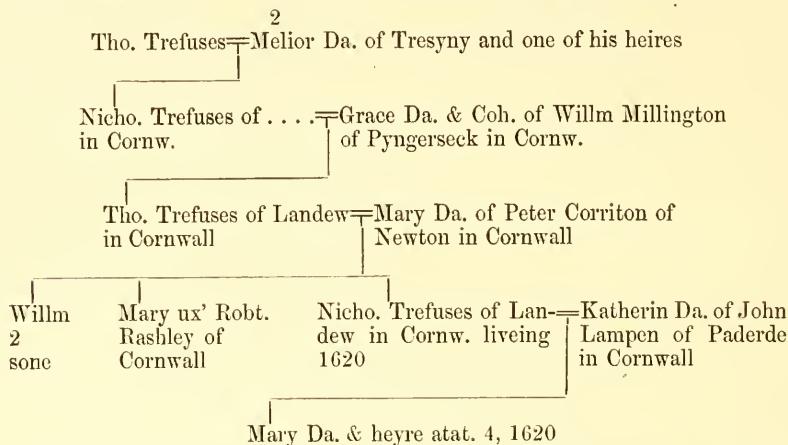 2
Tho. Trefuses=Melior Da. of Tresyny and one of his heires
Nicho. Trefuses of . . . .=Grace Da. & Coh. of Willm Millington
in Cornw.
of Pyngerseck in Cornw.
Tho. Trefuses of Landew=Mary Da. of Peter Corriton of
in Cornwall
Newton in Cornwall
Willm
2
sone
Mary ux' Robt.
Rashley of
Cornwall
Nicho. Trefuses of Lan-
dew in Cornw. liveing
1620
=Katherin Da. of John
Lampen of Paderde
in Cornwall
Mary Da. & heyre atat. 4, 1620